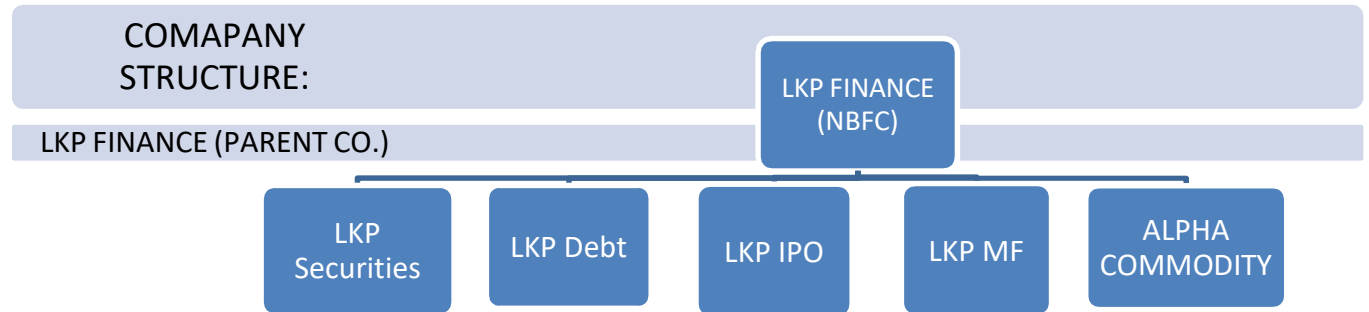 COMAPANY
STRUCTURE:
LKP FINANCE
(NBFC)
LKP FINANCE (PARENT CO.)
LKP
Securities
LKP Debt
LKP IPO
LKP MF
ALPHA
COMMODITY